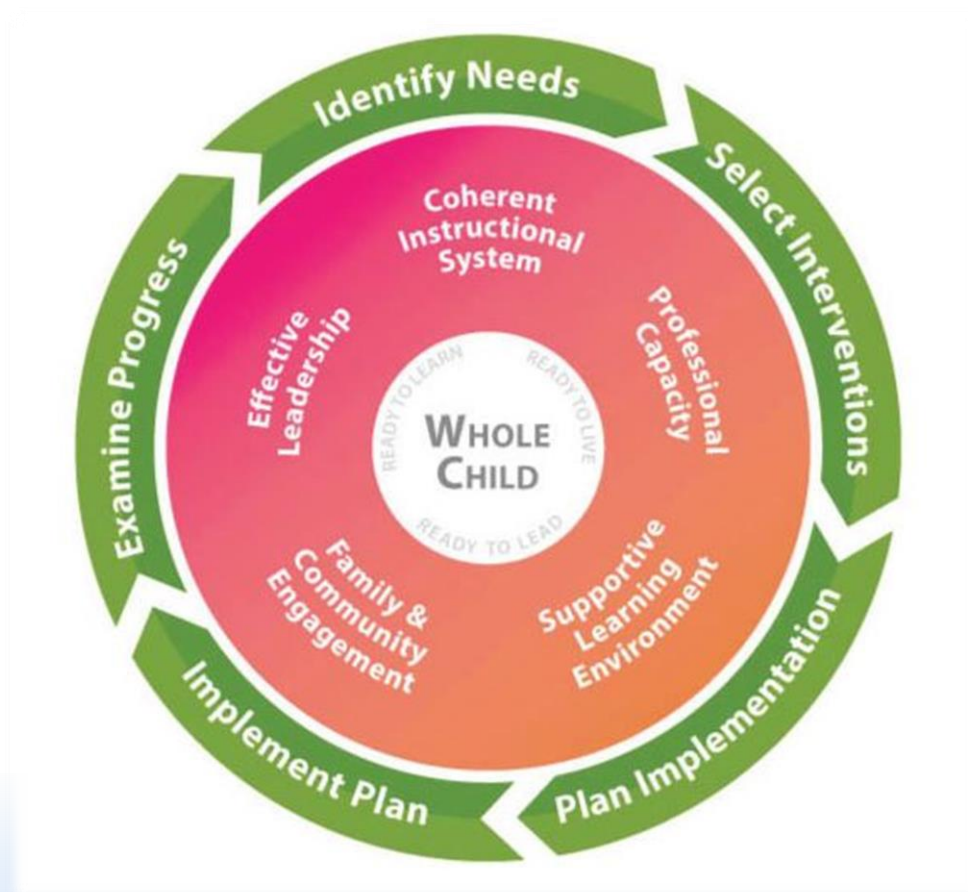 Identify Needs
Select Interventions
Plan Implementation
Implement Plan
Examine Progress
Coherent
Instructional
System
Professional
Capacity
Supportive
Learning
Environment
Family &
Community
Engagement
Effective
Leadership
READY TO LEARN
READY TO LIVE
WHOLE
CHILD
READY TO LEAD